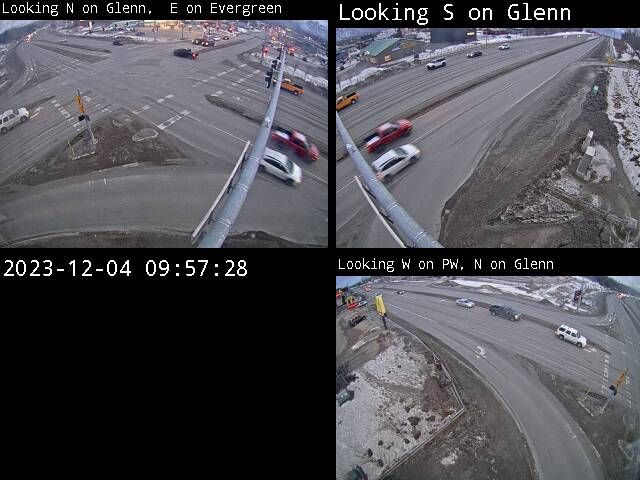 Looking N on Glenn, E on Evergreen
Looking S on Glenn
2023-12-04 09:57:28
Looking W on PW, N on Glenn